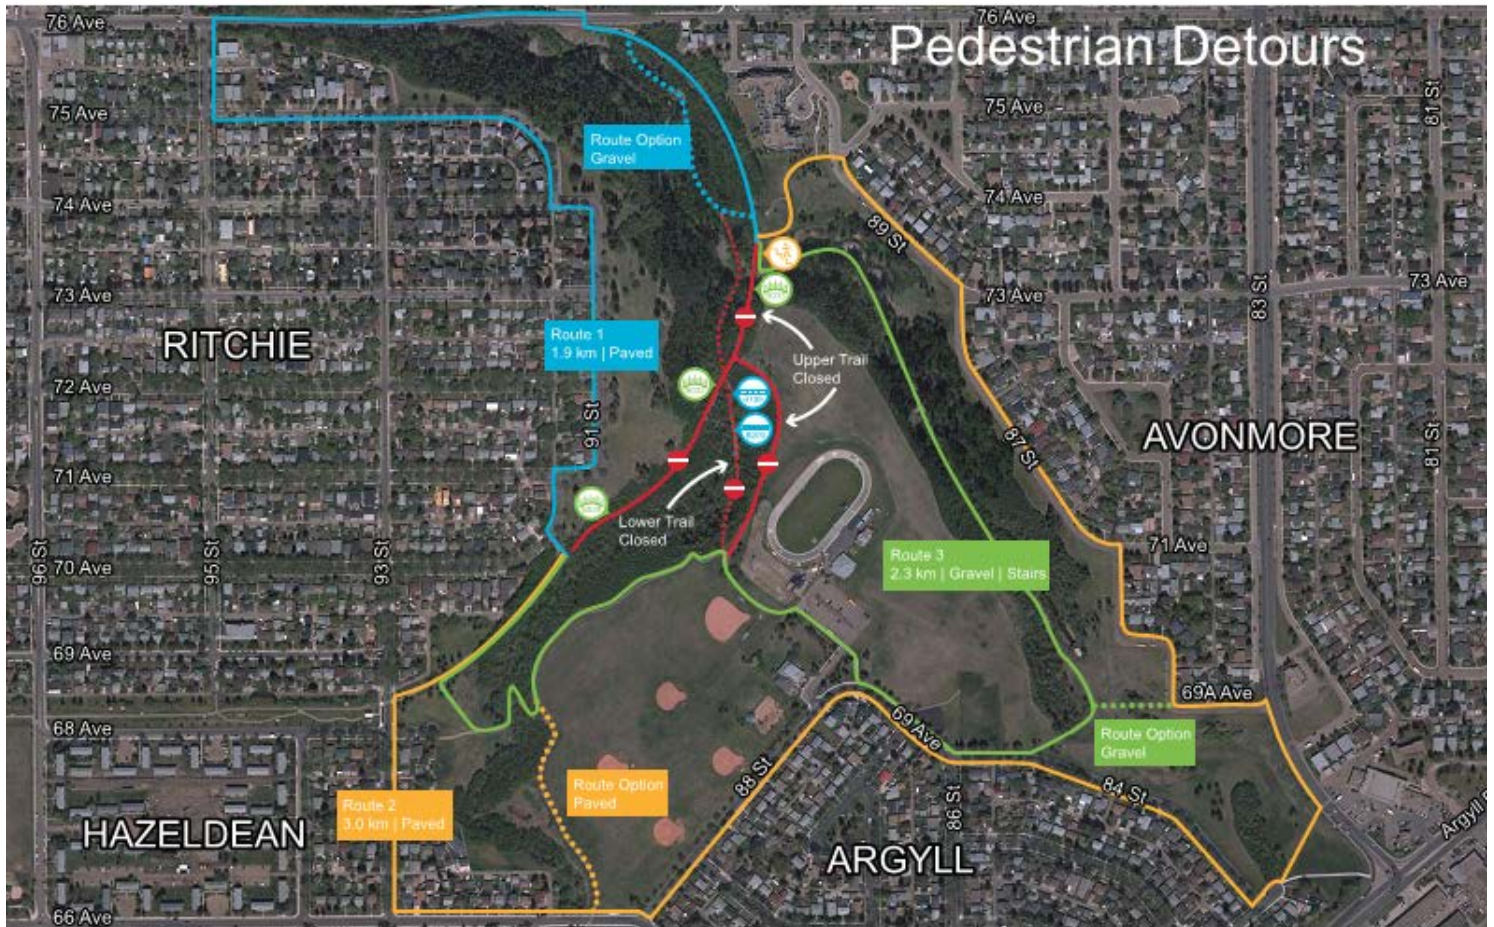 76 Ave
76 Ave
Pedestrian Detours
75 Ave
75 Ave
81 St
Route Option
Gravel
74 Ave
74 Ave
89 St
73 Ave
73 Ave
73 Ave
83 St
RITCHIE
Route 1
1.9 km | Paved
Upper Trail
Closed
72 Ave
91 St
87 St
AVONMORE
81 St
71 Ave
Lower Trail
Closed
96 St
95 St
93 St
70 Ave
71 Ave
Route 3
2.3 km | Gravel | Stairs
69 Ave
69A Ave
68 Ave
69 Ave
Route Option
Gravel
88 St
Route Option
Paved
84 St
Route 2
3.0 km | Paved
86 St
HAZELDEAN
ARGYLL
66 Ave